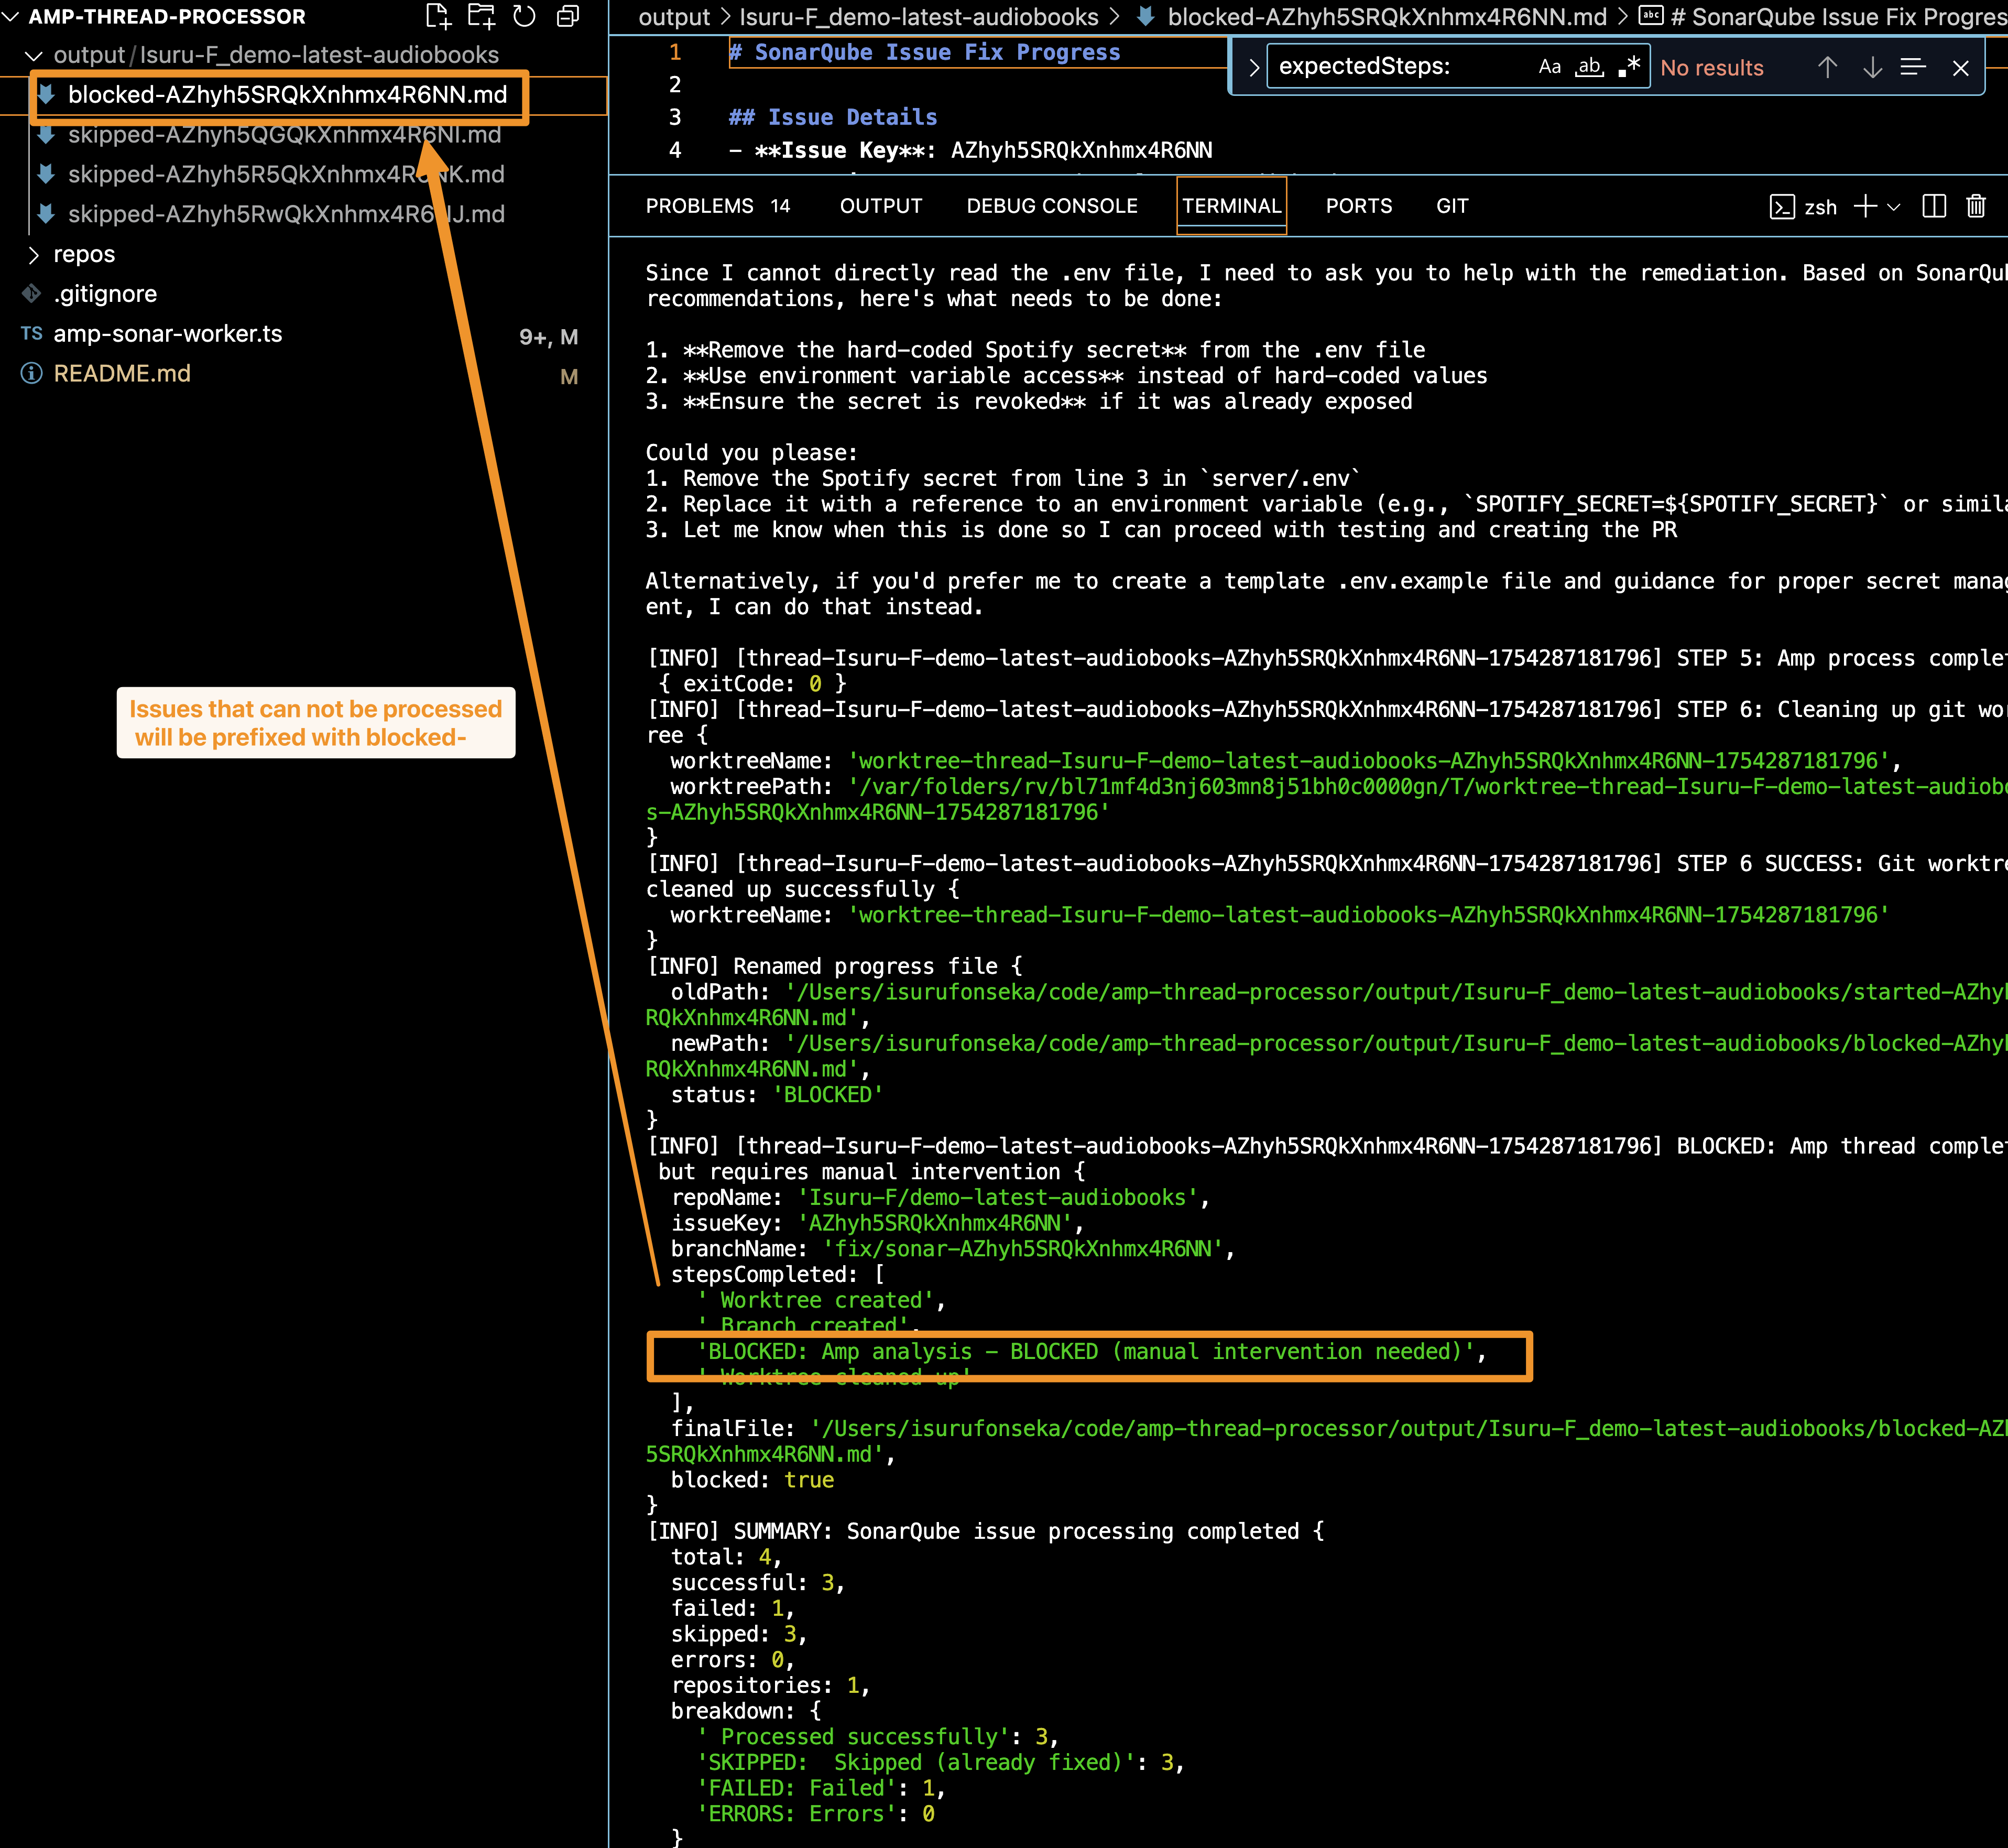 AMP-THREAD-PROCESSOR
output/Isuru-F_demo-latest-audiobooks
blocked-AZhyh5SRQkXnhmx4R6NN.md
skipped-AZhyh5QGQkXnhmx4R6NI.md
skipped-AZhyh5R5QkXnhmx4R6NK.md
skipped-AZhyh5RwQkXnhmx4R6NJ.md
repos
.gitignore
TS amp-sonar-worker.ts 9+, M
README.md M
Issues that can not be processed
will be prefixed with blocked-
output > Isuru-F_demo-latest-audiobooks > blocked-AZhyh5SRQkXnhmx4R6NN.md > abc # SonarQube Issue Fix Progres
1 # SonarQube Issue Fix Progress
2
3 ## Issue Details
4 - **Issue Key**: AZhyh5SRQkXnhmx4R6NN
expectedSteps: Aa ab .* No results
PROBLEMS 14 OUTPUT DEBUG CONSOLE TERMINAL PORTS GIT zsh
Since I cannot directly read the .env file, I need to ask you to help with the remediation. Based on SonarQu
recommendations, here's what needs to be done:
1. **Remove the hard-coded Spotify secret** from the .env file
2. **Use environment variable access** instead of hard-coded values
3. **Ensure the secret is revoked** if it was already exposed
Could you please:
1. Remove the Spotify secret from line 3 in `server/.env`
2. Replace it with a reference to an environment variable (e.g., `SPOTIFY_SECRET=${SPOTIFY_SECRET}` or simila
3. Let me know when this is done so I can proceed with testing and creating the PR
Alternatively, if you'd prefer me to create a template .env.example file and guidance for proper secret manag
ent, I can do that instead.
[INFO] [thread-Isuru-F-demo-latest-audiobooks-AZhyh5SRQkXnhmx4R6NN-1754287181796] STEP 5: Amp process complet
{ exitCode: 0 }
[INFO] [thread-Isuru-F-demo-latest-audiobooks-AZhyh5SRQkXnhmx4R6NN-1754287181796] STEP 6: Cleaning up git wor
ree {
worktreeName: 'worktree-thread-Isuru-F-demo-latest-audiobooks-AZhyh5SRQkXnhmx4R6NN-1754287181796',
worktreePath: '/var/folders/rv/bl71mf4d3nj603mn8j51bh0c0000gn/T/worktree-thread-Isuru-F-demo-latest-audiobo
s-AZhyh5SRQkXnhmx4R6NN-1754287181796'
}
[INFO] [thread-Isuru-F-demo-latest-audiobooks-AZhyh5SRQkXnhmx4R6NN-1754287181796] STEP 6 SUCCESS: Git worktre
cleaned up successfully {
worktreeName: 'worktree-thread-Isuru-F-demo-latest-audiobooks-AZhyh5SRQkXnhmx4R6NN-1754287181796'
}
[INFO] Renamed progress file {
oldPath: '/Users/isurufonseka/code/amp-thread-processor/output/Isuru-F_demo-latest-audiobooks/started-AZhyh
RQkXnhmx4R6NN.md',
newPath: '/Users/isurufonseka/code/amp-thread-processor/output/Isuru-F_demo-latest-audiobooks/blocked-AZhyh
RQkXnhmx4R6NN.md',
status: 'BLOCKED'
}
[INFO] [thread-Isuru-F-demo-latest-audiobooks-AZhyh5SRQkXnhmx4R6NN-1754287181796] BLOCKED: Amp thread complet
but requires manual intervention {
repoName: 'Isuru-F/demo-latest-audiobooks',
issueKey: 'AZhyh5SRQkXnhmx4R6NN',
branchName: 'fix/sonar-AZhyh5SRQkXnhmx4R6NN',
stepsCompleted: [
' Worktree created',
' Branch created',
'BLOCKED: Amp analysis - BLOCKED (manual intervention needed)',
' Worktree cleaned up'
],
finalFile: '/Users/isurufonseka/code/amp-thread-processor/output/Isuru-F_demo-latest-audiobooks/blocked-AZh
5SRQkXnhmx4R6NN.md',
blocked: true
}
[INFO] SUMMARY: SonarQube issue processing completed {
total: 4,
successful: 3,
failed: 1,
skipped: 3,
errors: 0,
repositories: 1,
breakdown: {
' Processed successfully': 3,
'SKIPPED:  Skipped (already fixed)': 3,
'FAILED: Failed': 1,
'ERRORS: Errors': 0
}